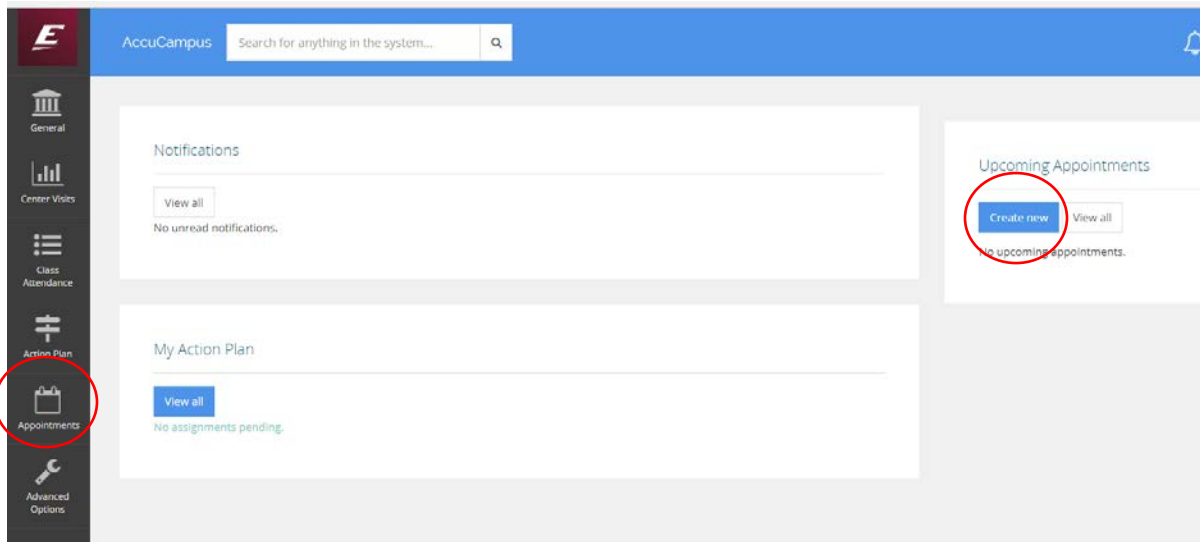 E
AccuCampus
Search for anything in the system...
General
Center Visits
Class
Attendance
Action Plan
Appointments
Advanced
Options
Notifications
View all
No unread notifications.
My Action Plan
View all
No assignments pending.
Upcoming Appointments
Create new
View all
No upcoming appointments.